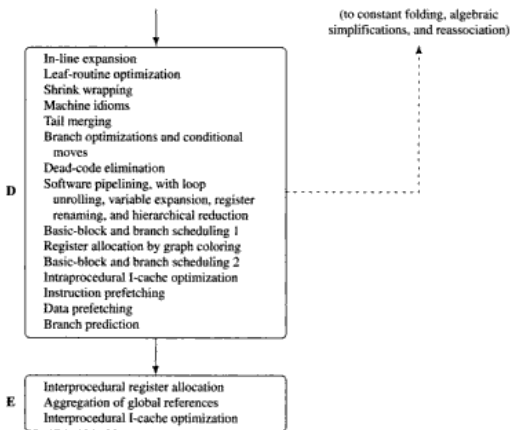 (to constant folding, algebraic
simplifications, and reassociation)
In-line expansion
Leaf-routine optimization
Shrink wrapping
Machine idioms
Tail merging
Branch optimizations and conditional
moves
Dead-code elimination
D
Software pipelining, with loop
unrolling, variable expansion, register
renaming, and hierarchical reduction
Basic-block and branch scheduling 1
Register allocation by graph coloring
Basic-block and branch scheduling 2
Intraprocedural I-cache optimization
Instruction prefetching
Data prefetching
Branch prediction
Interprocedural register allocation
E
Aggregation of global references
Interprocedural I-cache optimization